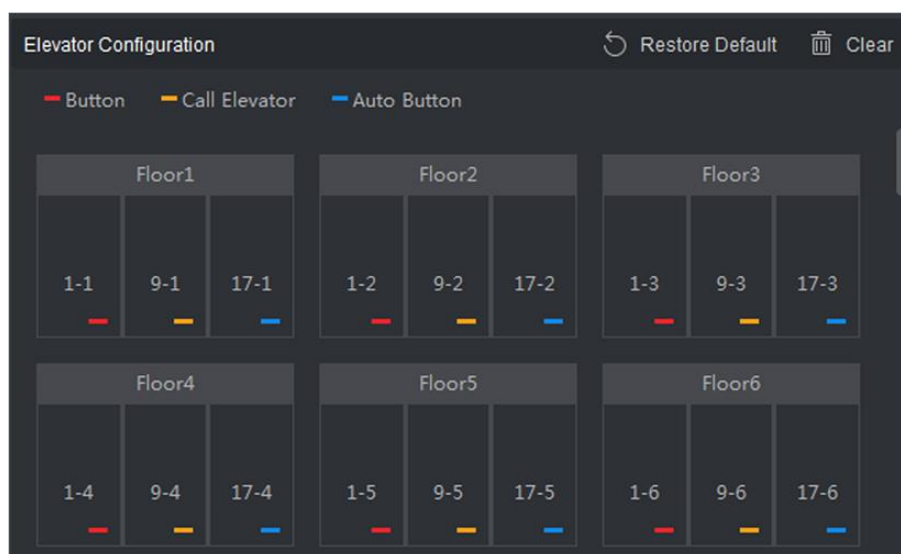 Elevator Configuration Restore Default Clear
Button Call Elevator Auto Button
Floor1 Floor2 Floor3
1-1 9-1 17-1 1-2 9-2 17-2 1-3 9-3 17-3
Floor4 Floor5 Floor6
1-4 9-4 17-4 1-5 9-5 17-5 1-6 9-6 17-6